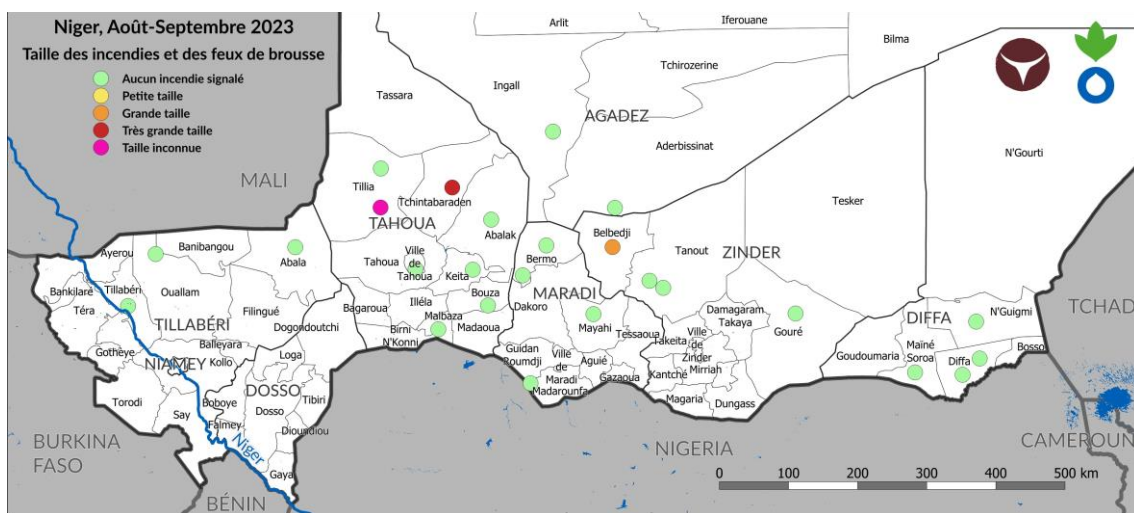 Niger, Août-Septembre 2023
Taille des incendies et des feux de brousse
Aucun incendie signalé
Petite taille
Grande taille
Très grande taille
Taille inconnue
Arlit
Iferouane
Bilma
Tchirozerine
Ingall
Tassara
AGADEZ
Aderbissinat
N'Gourti
MALI
Tillia
Tchintabaraden
Tesker
TAHOUA
Abalak
Belbedji
Tanout
ZINDER
Ayerou
Banibangou
Abala
Tahoua
Ville
de
Tahoua
Keita
Bermo
Bankilaré
Tillabéri
Ouallam
Téra
Filingué
Bagaroua
Illéla
Bouza
Dakoro
MARADI
TCHAD
TILLABÉRI
Dogondoutchi
Birni
N'Konni
Malbaza
Madaoua
Mayahi
Tessaoua
Damagaram
Takaya
Gouré
DIFFA
N'Guigmi
Gothèye
Balleyara
Takeita
Ville
de
Zinder
Goudoumaria
Maïné
Soroa
Diffa
Bosso
NIAMEY
Kollo
Loga
Guidan
Roumdji
Ville
de
Maradi
Aguié
Gazaoua
Kantché
Mirriah
Torodi
Say
Boboye
DOSSO
Dosso
Tibiri
Madarounfa
Magaria
Dungass
Falmey
Dioundiou
BURKINA
FASO
Niger
Gaya
NIGERIA
CAMEROUN
BÉNIN
0 100 200 300 400 500 km